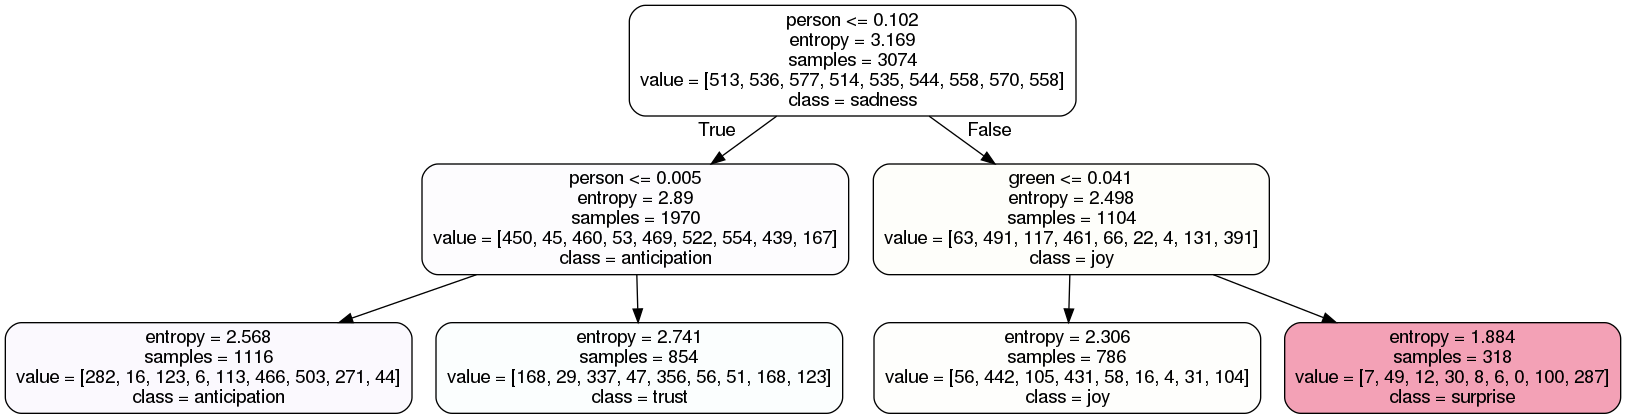 person <= 0.102
entropy = 3.169
samples = 3074
value = [513, 536, 577, 514, 535, 544, 558, 570, 558]
class = sadness
True
False
person <= 0.005
entropy = 2.89
samples = 1970
value = [450, 45, 460, 53, 469, 522, 554, 439, 167]
class = anticipation
green <= 0.041
entropy = 2.498
samples = 1104
value = [63, 491, 117, 461, 66, 22, 4, 131, 391]
class = joy
entropy = 2.568
samples = 1116
value = [282, 16, 123, 6, 113, 466, 503, 271, 44]
class = anticipation
entropy = 2.741
samples = 854
value = [168, 29, 337, 47, 356, 56, 51, 168, 123]
class = trust
entropy = 2.306
samples = 786
value = [56, 442, 105, 431, 58, 16, 4, 31, 104]
class = joy
entropy = 1.884
samples = 318
value = [7, 49, 12, 30, 8, 6, 0, 100, 287]
class = surprise